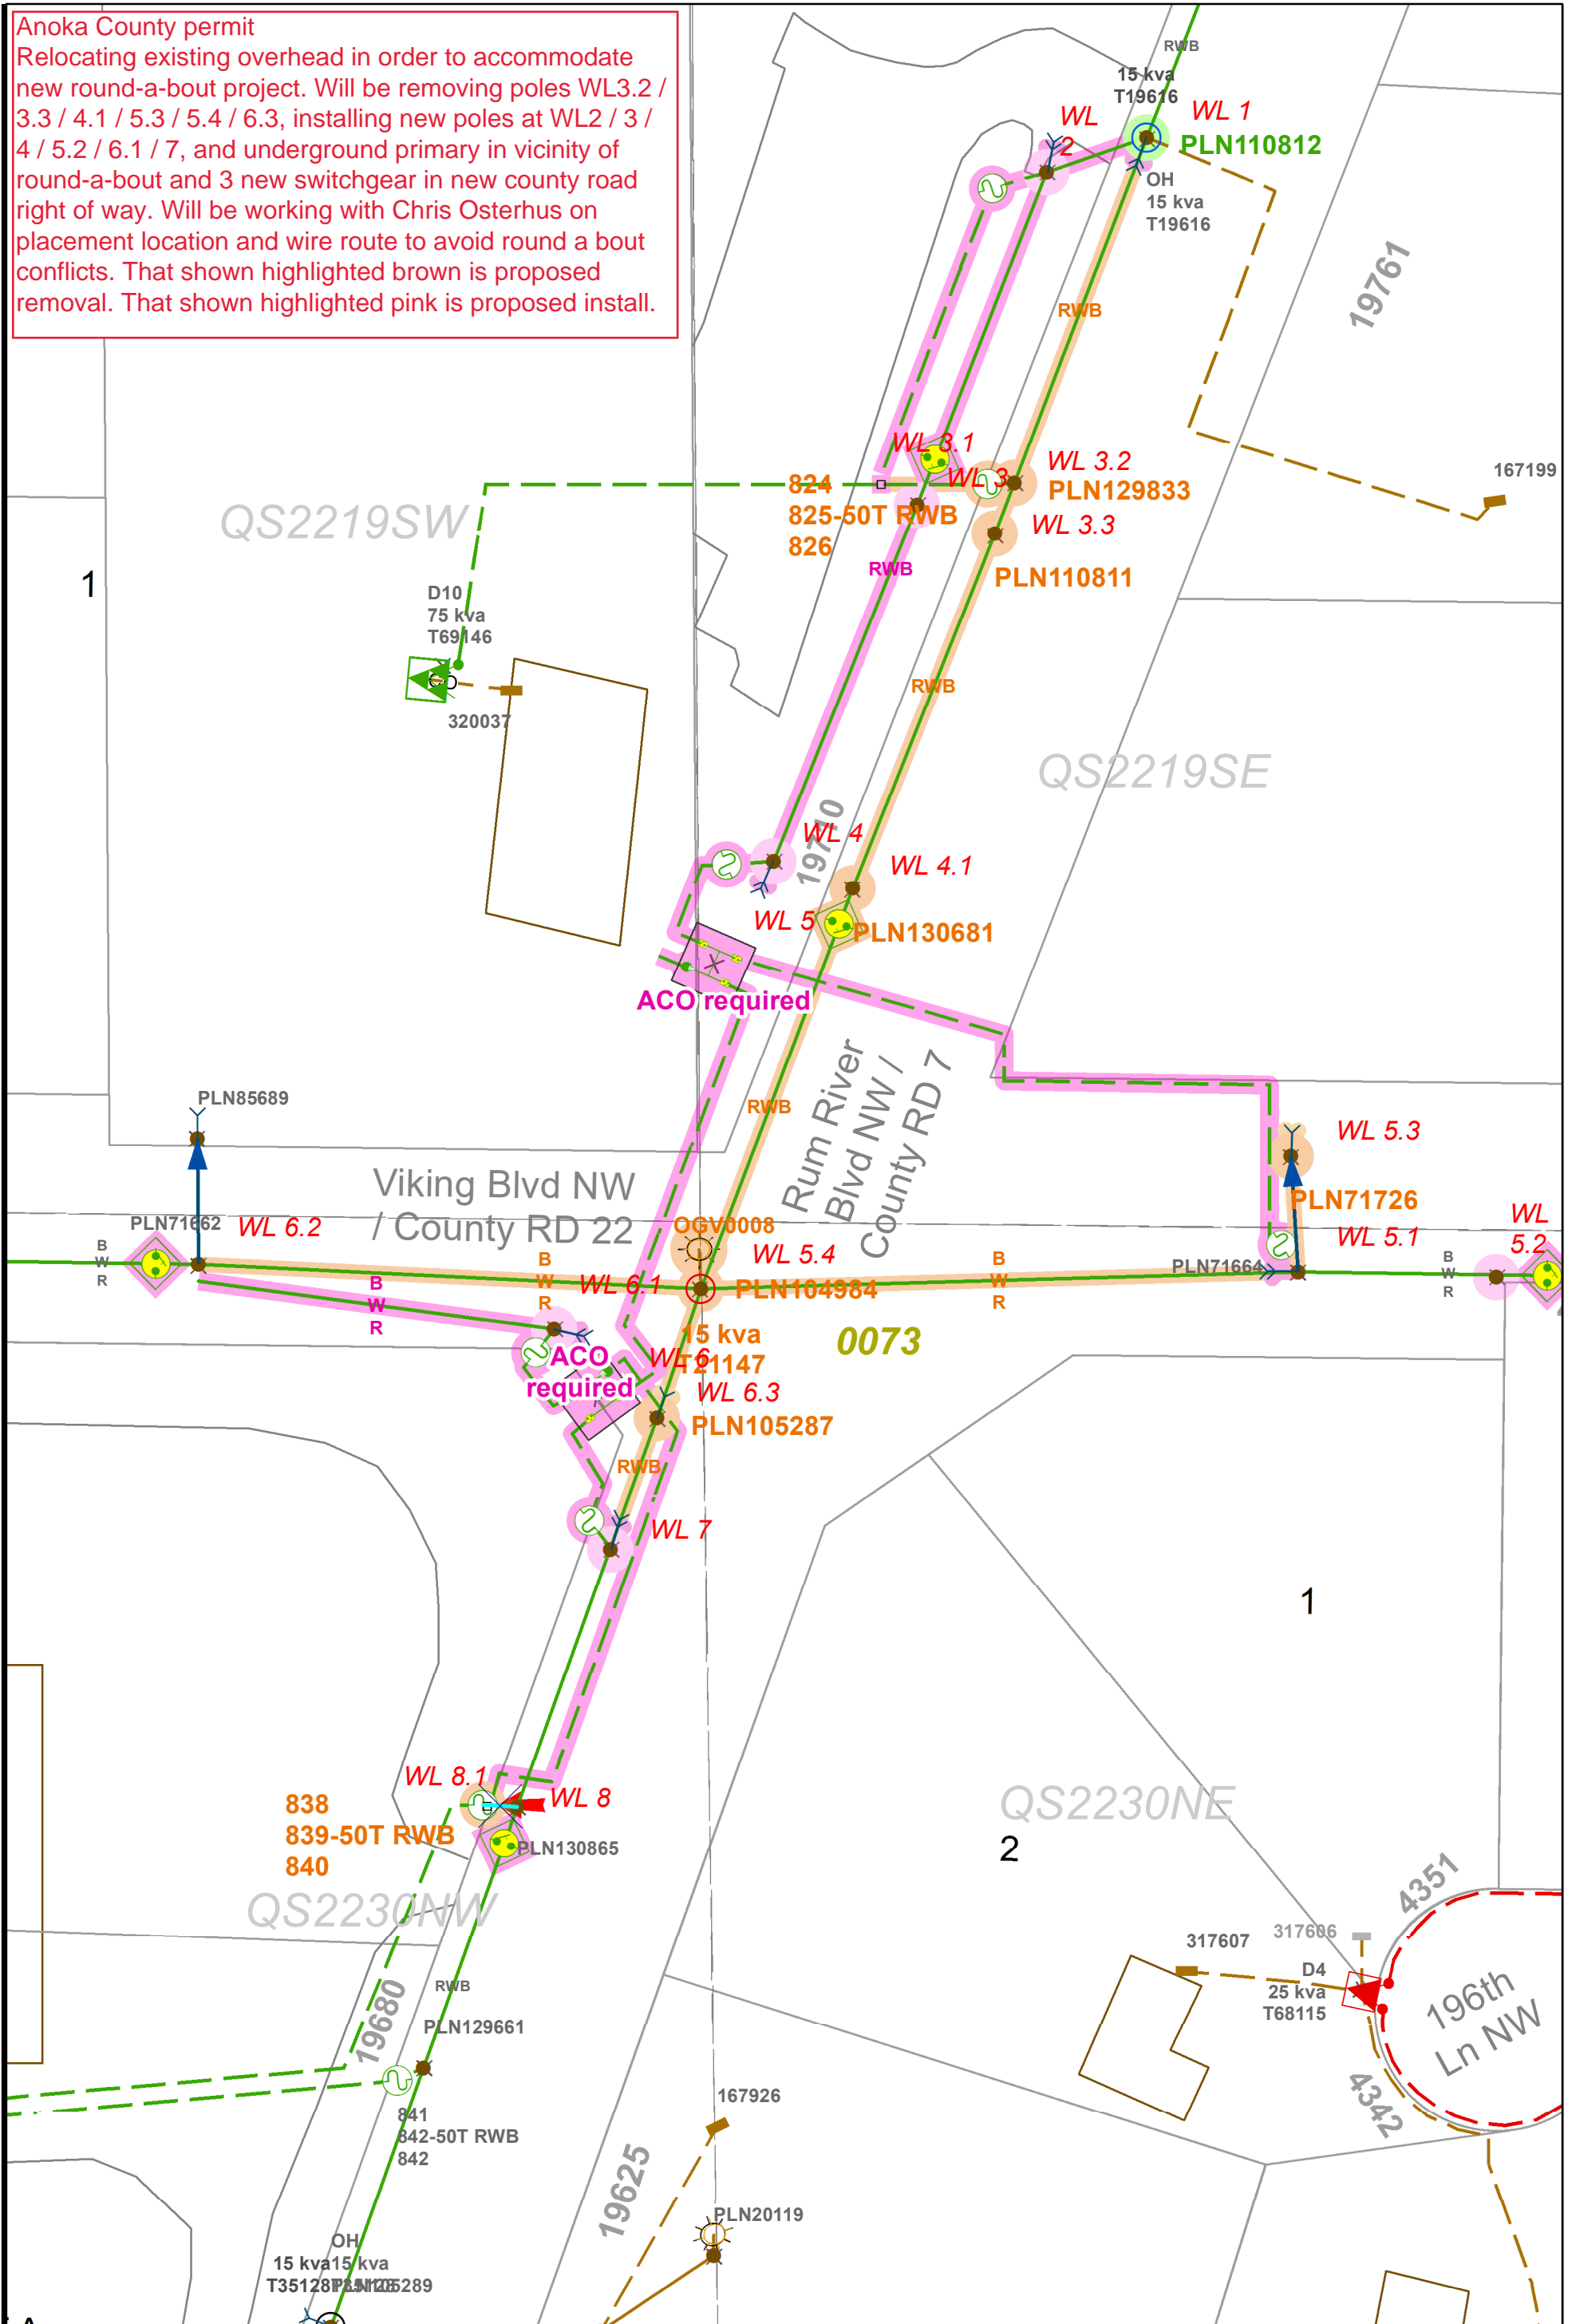 Anoka County permit
Relocating existing overhead in order to accommodate
new round-a-bout project. Will be removing poles WL3.2 /
3.3 / 4.1 / 5.3 / 5.4 / 6.3, installing new poles at WL2 / 3 /
4 / 5.2 / 6.1 / 7, and underground primary in vicinity of
round-a-bout and 3 new switchgear in new county road
right of way. Will be working with Chris Osterhus on
placement location and wire route to avoid round a bout
conflicts. That shown highlighted brown is proposed
removal. That shown highlighted pink is proposed install.
RWB
15 kva
T19616
WL 1
PLN110812
WL
2
OH
15 kva
T19616
19761
RWB
WL 3.1
WL 3
WL 3.2
PLN129833
167199
824
825-50T RWB
826
WL 3.3
PLN110811
RWB
QS2219SW
1
D10
75 kva
T69146
320037
RWB
QS2219SE
19710
WL 4
WL 4.1
WL 5
PLN130681
ACO required
RWB
Rum River
Blvd NW /
County RD 7
PLN85689
WL 5.3
Viking Blvd NW
/ County RD 22
PLN71662
WL 6.2
PLN71726
OGV0008
WL 5.4
WL 5.1
WL
5.2
B
W
R
B
W
R
B
W
R
B
W
R
B
W
R
PLN71664
WL 6.1
PLN104984
15 kva
T21147
0073
ACO
required
WL 6
WL 6.3
PLN105287
RWB
WL 7
1
WL 8.1
WL 8
838
839-50T RWB
840
PLN130865
QS2230NW
QS2230NE
2
4351
317606
317607
D4
25 kva
T68115
196th
Ln NW
4342
RWB
19680
PLN129661
841
842-50T RWB
842
167926
19625
PLN20119
OH
15 kva
15 kva